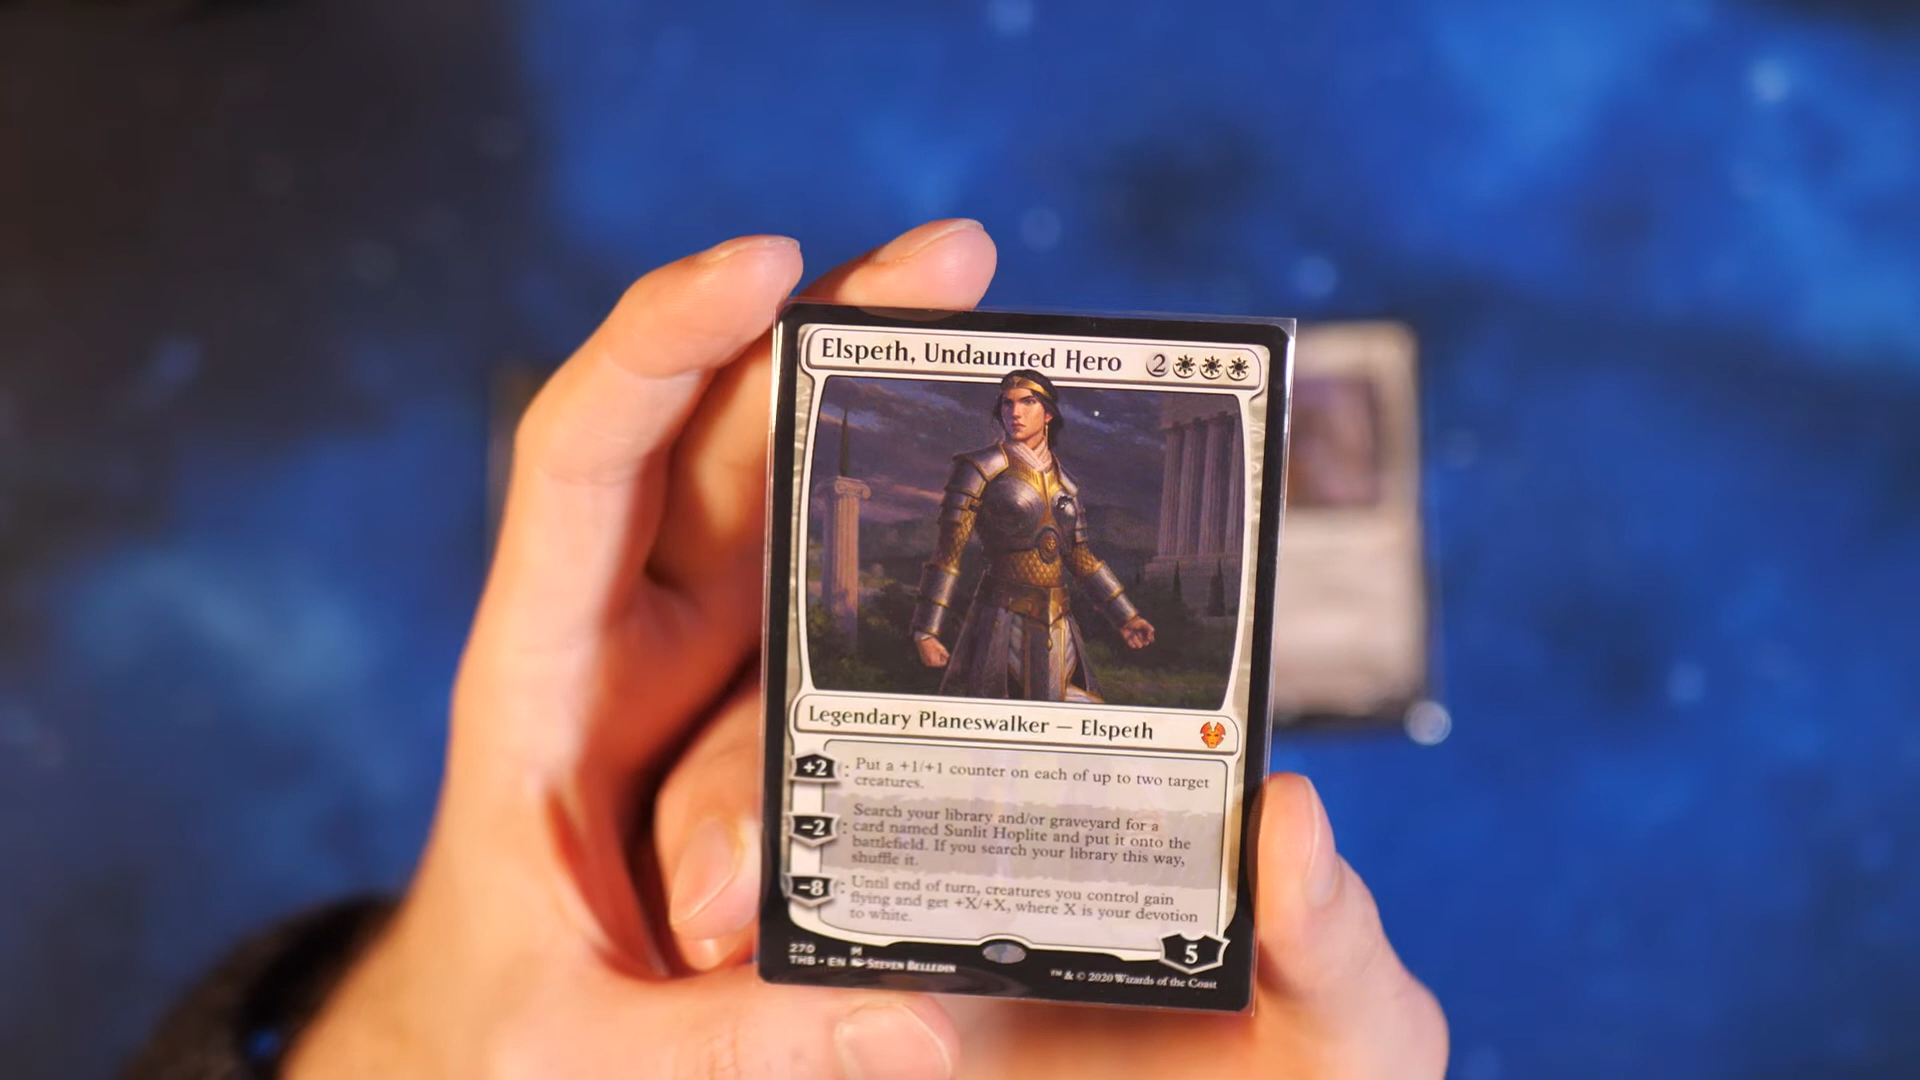 Elspeth, Undaunted Hero 2
Legendary Planeswalker — Elspeth
+2: Put a +1/+1 counter on each of up to two target
creatures.
Search your library and/or graveyard for a
-2: card named Sunlit Hoplite and put it onto the
battlefield. If you search your library this way,
shuffle it.
-8: Until end of turn, creatures you control gain
flying and get +X/+X, where X is your devotion
to white.
5
270 M
THB • EN Steven Belledin
™ & © 2020 Wizards of the Coast